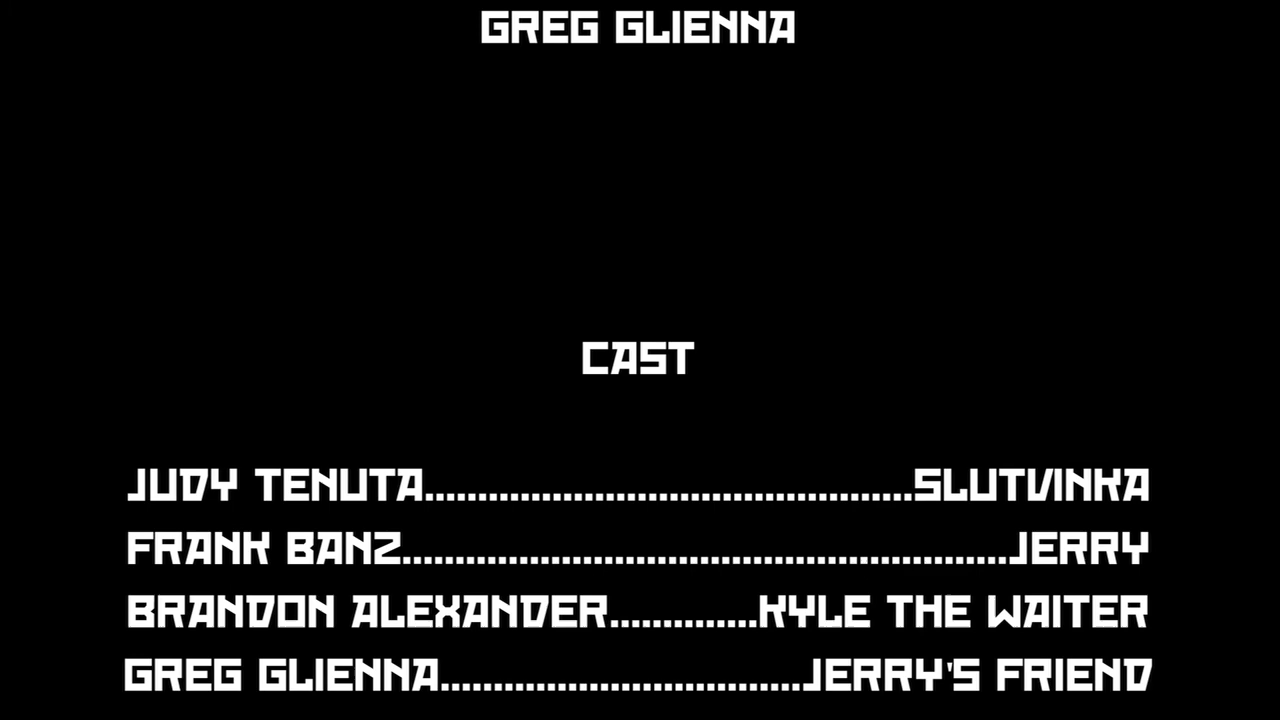 GREG GLIENNA
CAST
JUDY TENUTA..............................................SLUTVINKA
FRANK BANZ.........................................................JERRY
BRANDON ALEXANDER..............KYLE THE WAITER
GREG GLIENNA..................................JERRY'S FRIEND